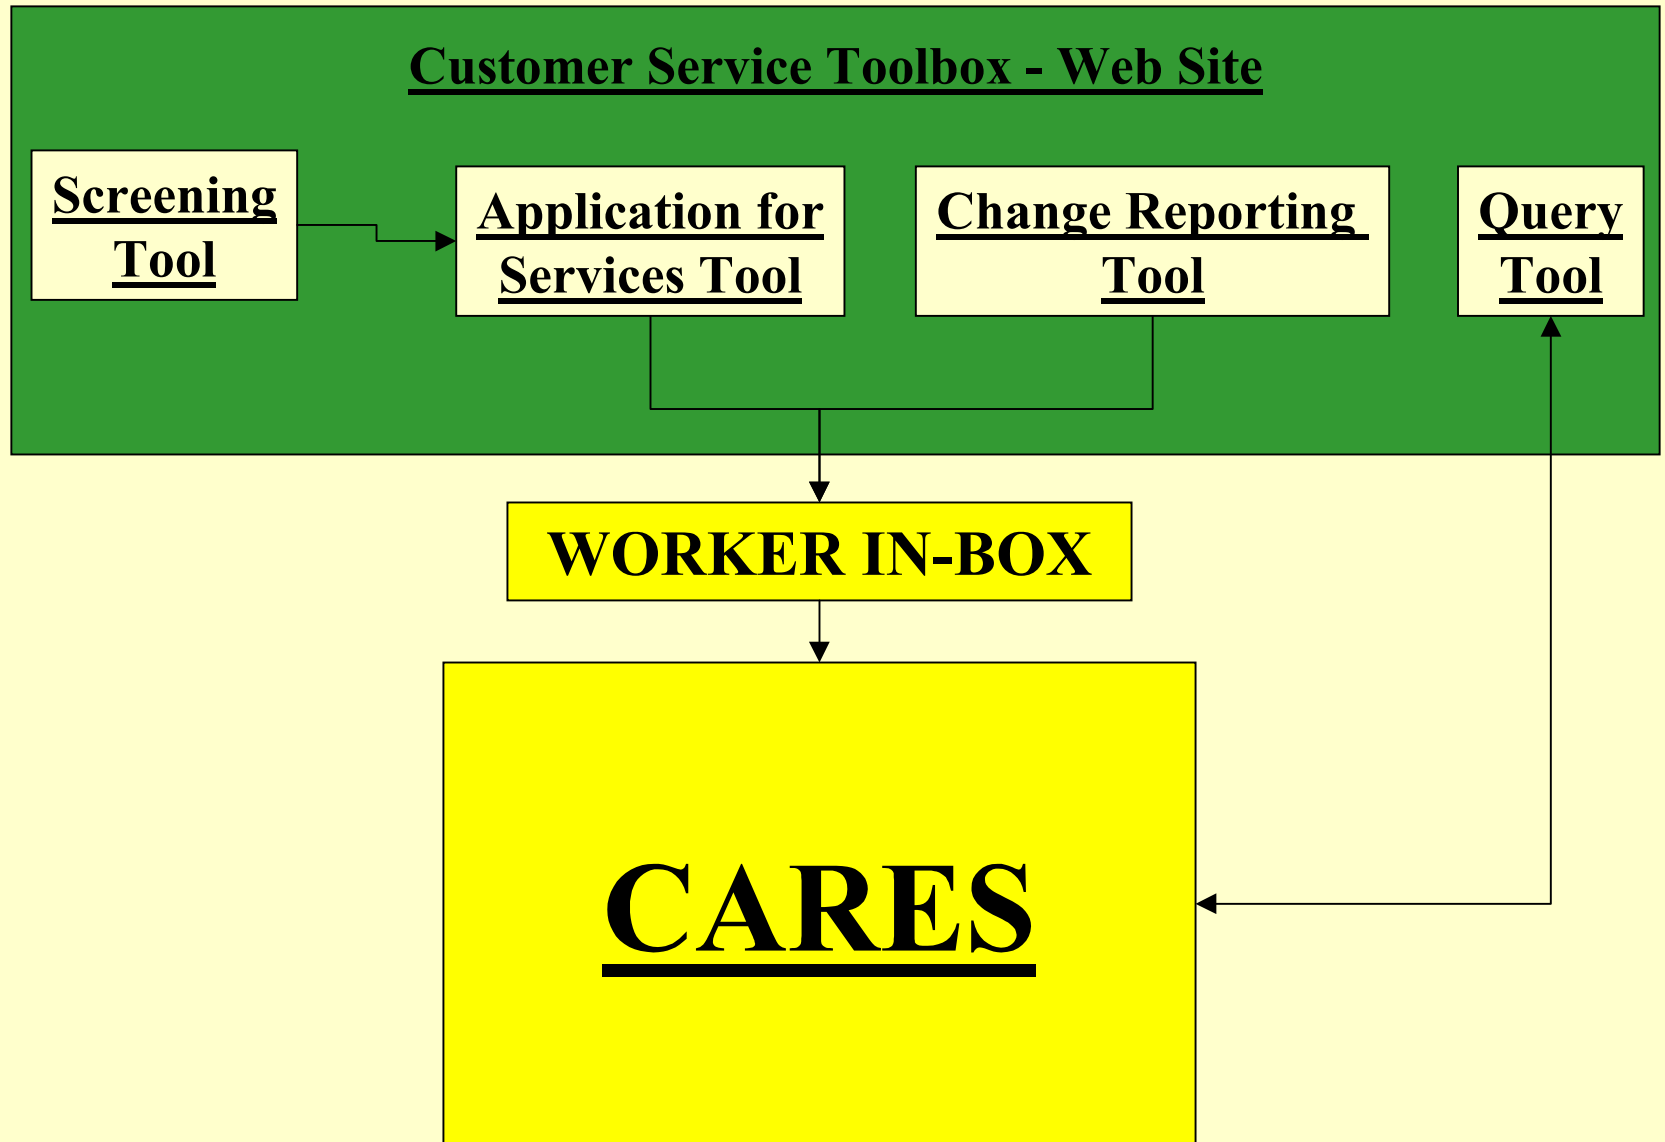 Customer Service Toolbox - Web Site
Screening
Tool
Application for
Services Tool
Change Reporting
Tool
Query
Tool
WORKER IN-BOX
CARES